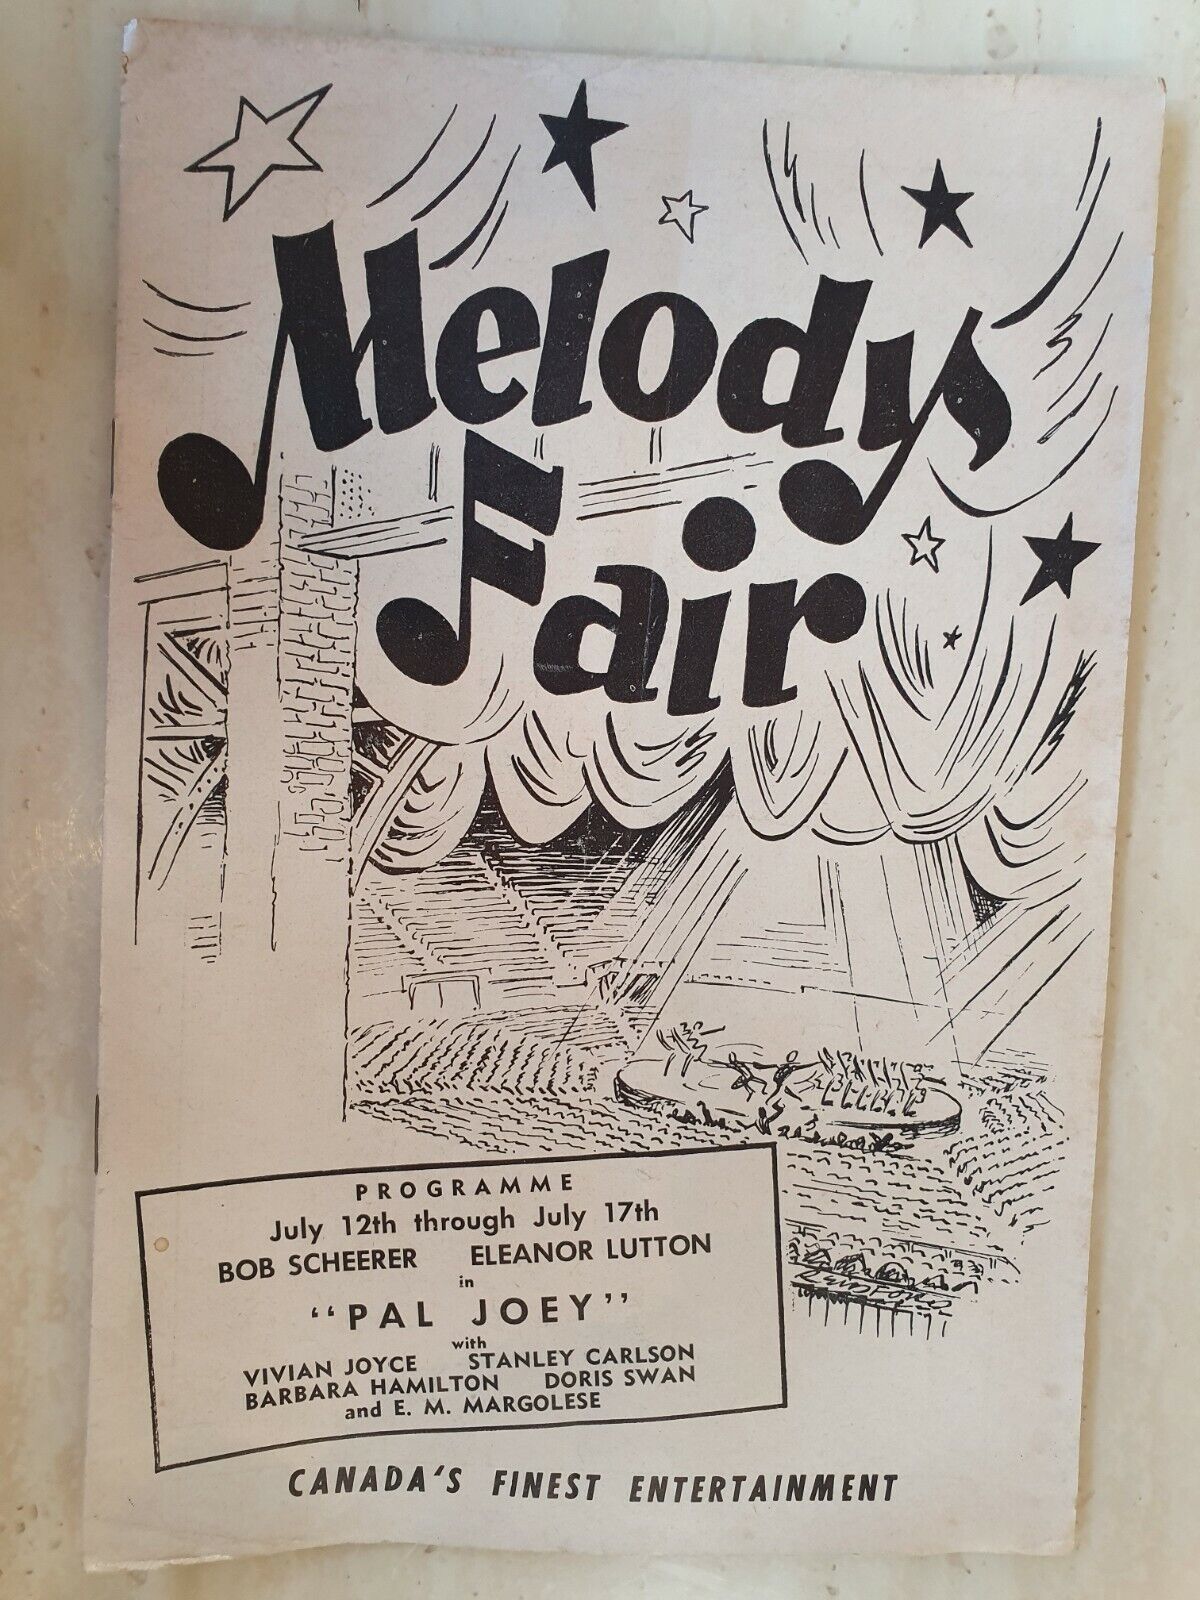 Melody
Fair
PROGRAMME
July 12th through July 17th
BOB SCHEERER ELEANOR LUTTON
in
"PAL JOEY"
with
VIVIAN JOYCE STANLEY CARLSON
BARBARA HAMILTON DORIS SWAN
and E. M. MARGOLESE
CANADA'S FINEST ENTERTAINMENT